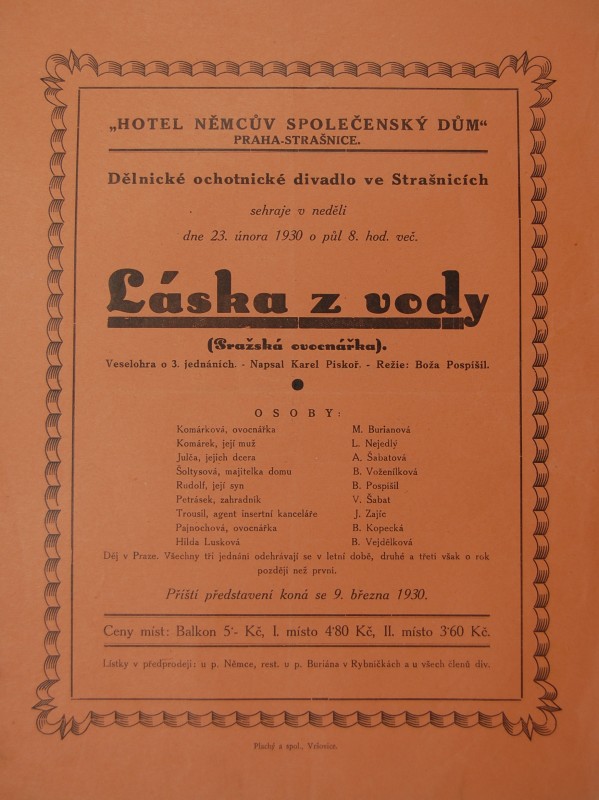 „HOTEL NĚMCŮV SPOLEČENSKÝ DŮM“
PRAHA-STRAŠNICE.
Dělnické ochotnické divadlo ve Strašnicích
sehraje v neděli
dne 23. února 1930 o půl 8. hod. več.
Láska z vody
(Pražská ovocnářka).
Veselohra o 3. jednáních. - Napsal Karel Piskoř. - Režie: Boža Pospíšil.
OSOBY:
Komárková, ovocnářka M. Burianová
Komárek, její muž L. Nejedlý
Julča, jejich dcera A. Šabatová
Šoltysová, majitelka domu B. Voženílková
Rudolf, její syn B. Pospíšil
Petrásek, zahradník V. Šabat
Trousil, agent insertní kanceláře J. Zajíc
Pajnochová, ovocnářka B. Kopecká
Hilda Lusková B. Vejdělková
Děj v Praze. Všechny tři jednání odehrávají se v letní době, druhé a třetí však o rok
později než první.
Příští představení koná se 9. března 1930.
Ceny míst: Balkon 5·- Kč, I. místo 4·80 Kč, II. místo 3·60 Kč.
Lístky v předprodeji: u p. Němce, rest. u p. Buriána v Rybničkách a u všech členů div.
Plachý a spol., Vršovice.